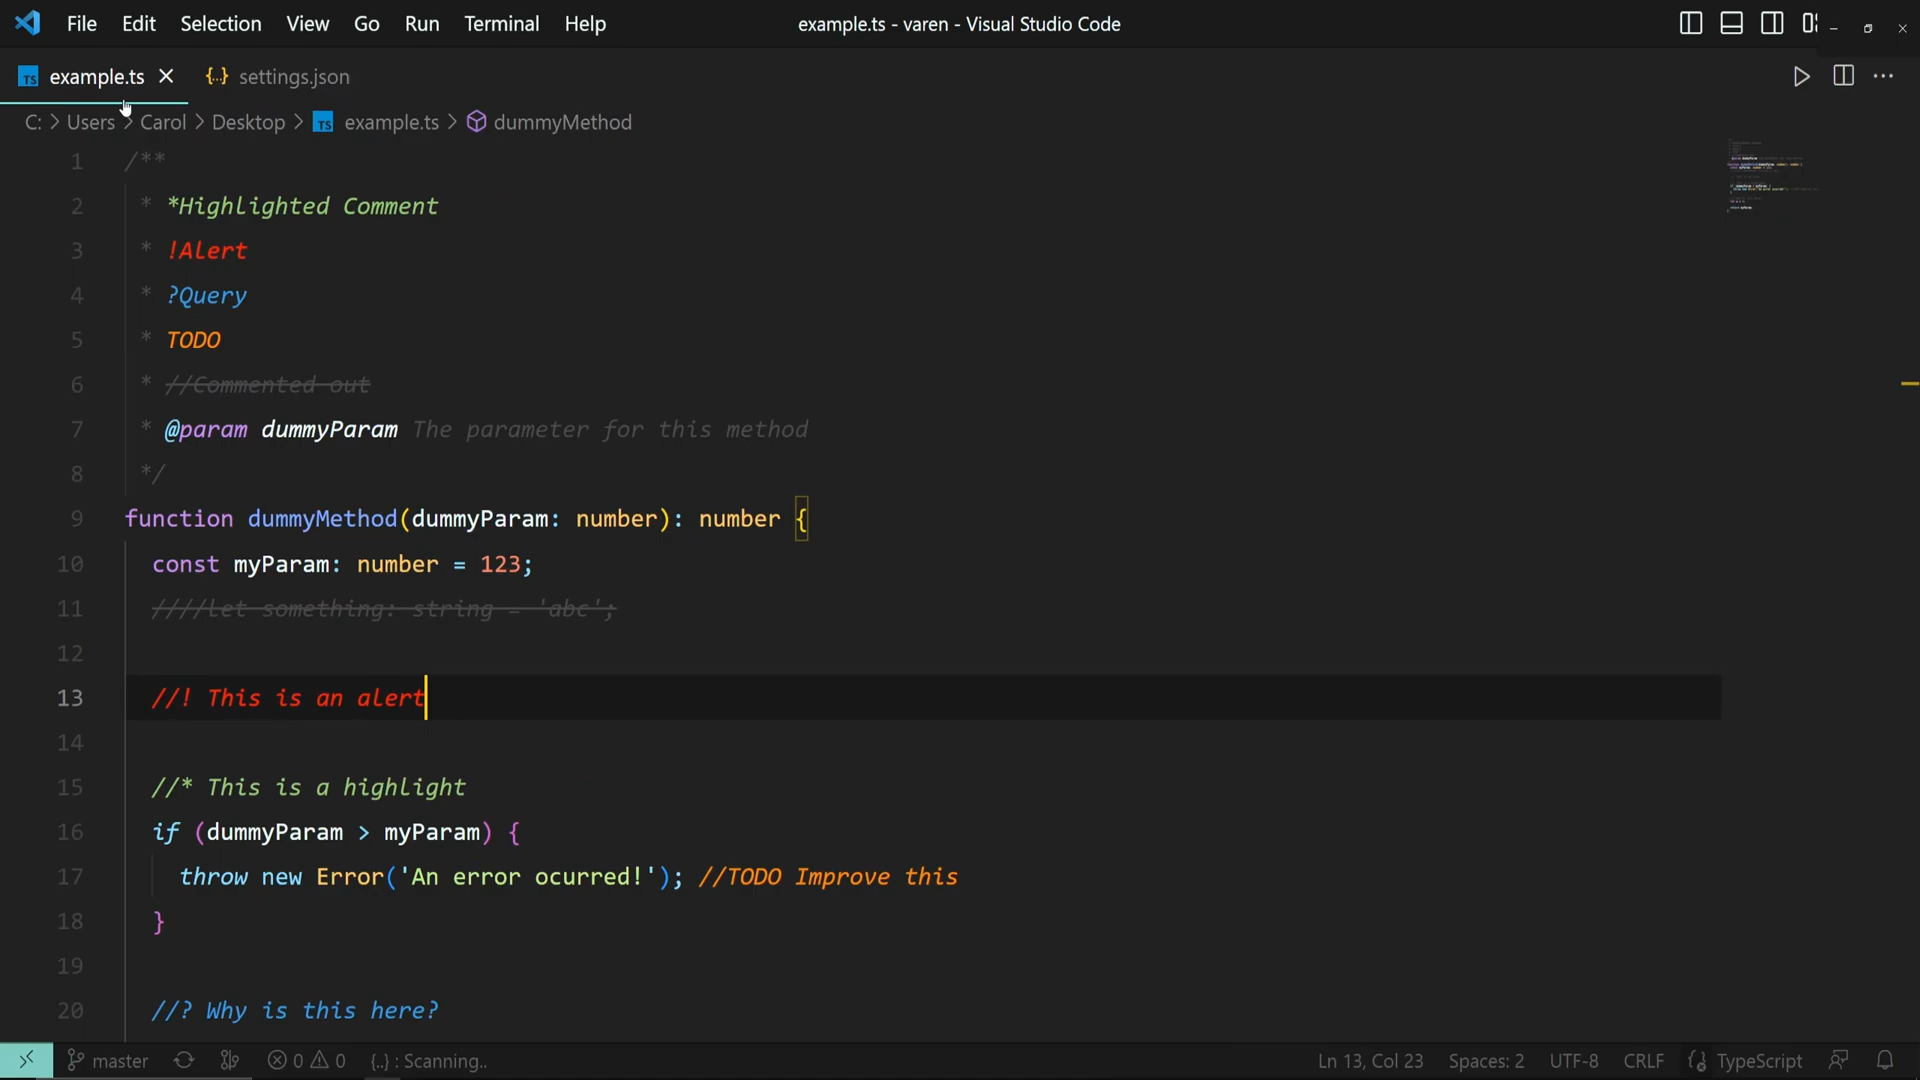 File Edit Selection View Go Run Terminal Help example.ts - varen - Visual Studio Code
TS example.ts {..} settings.json
C: > Users > Carol > Desktop > TS example.ts > dummyMethod
1 /**
2 * *Highlighted Comment
3 * !Alert
4 * ?Query
5 * TODO
6 * //Commented out
7 * @param dummyParam The parameter for this method
8 */
9 function dummyMethod(dummyParam: number): number {
10 const myParam: number = 123;
11 ////let something: string = 'abc';
12
13 //! This is an alert
14
15 //* This is a highlight
16 if (dummyParam > myParam) {
17 throw new Error('An error ocurred!'); //TODO Improve this
18 }
19
20 //? Why is this here?
master 0 0 {..} : Scanning.. Ln 13, Col 23 Spaces: 2 UTF-8 CRLF TypeScript